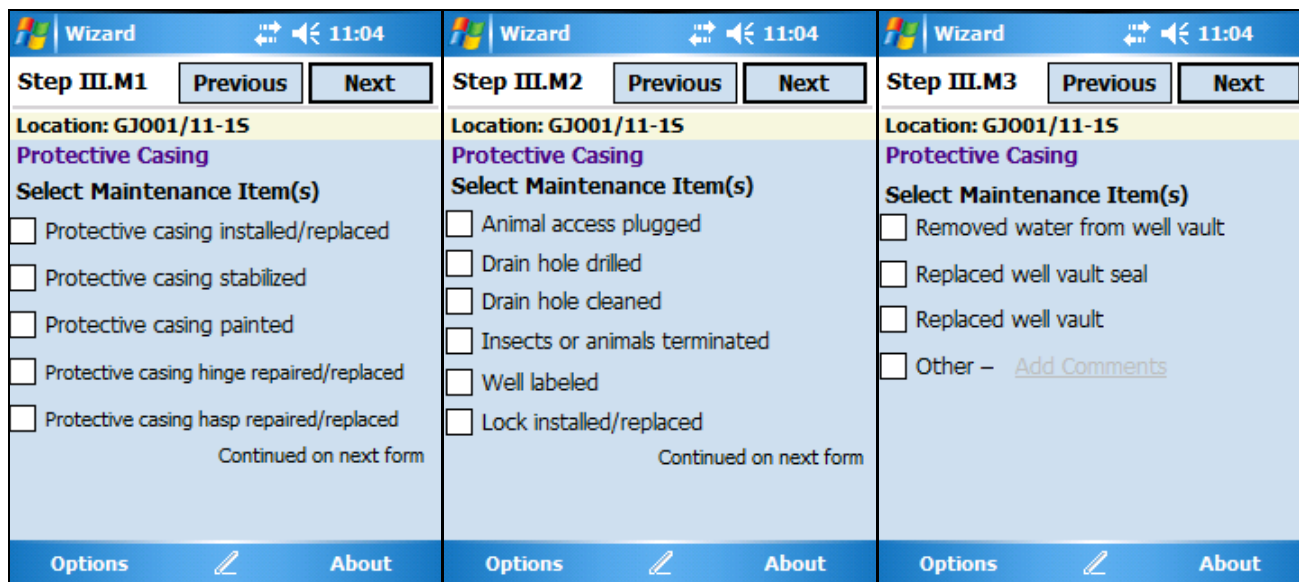 Wizard 11:04
Step III.M1 Previous Next
Location: GJO01/11-1S
Protective Casing
Select Maintenance Item(s)
Protective casing installed/replaced
Protective casing stabilized
Protective casing painted
Protective casing hinge repaired/replaced
Protective casing hasp repaired/replaced
Continued on next form
Options About
Wizard 11:04
Step III.M2 Previous Next
Location: GJO01/11-1S
Protective Casing
Select Maintenance Item(s)
Animal access plugged
Drain hole drilled
Drain hole cleaned
Insects or animals terminated
Well labeled
Lock installed/replaced
Continued on next form
Options About
Wizard 11:04
Step III.M3 Previous Next
Location: GJO01/11-1S
Protective Casing
Select Maintenance Item(s)
Removed water from well vault
Replaced well vault seal
Replaced well vault
Other – Add Comments
Options About